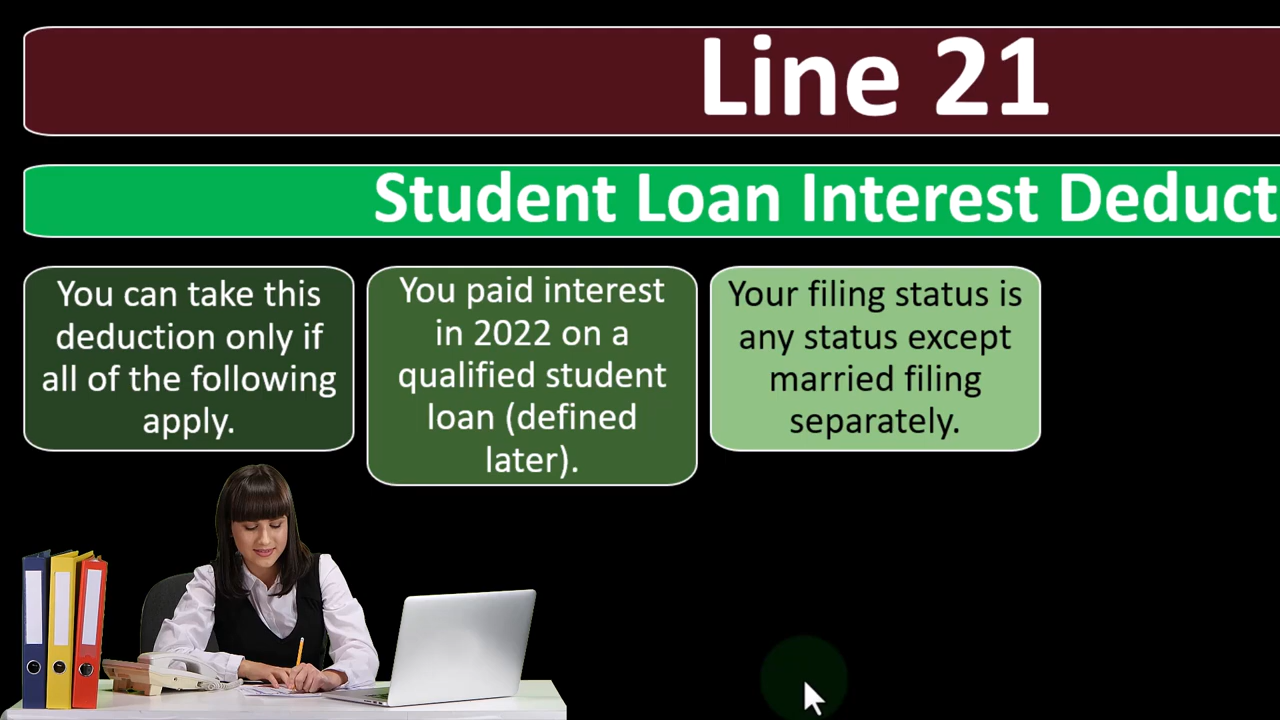 Line 21
Student Loan Interest Deduct
You can take this
deduction only if
all of the following
apply.
You paid interest
in 2022 on a
qualified student
loan (defined
later).
Your filing status is
any status except
married filing
separately.